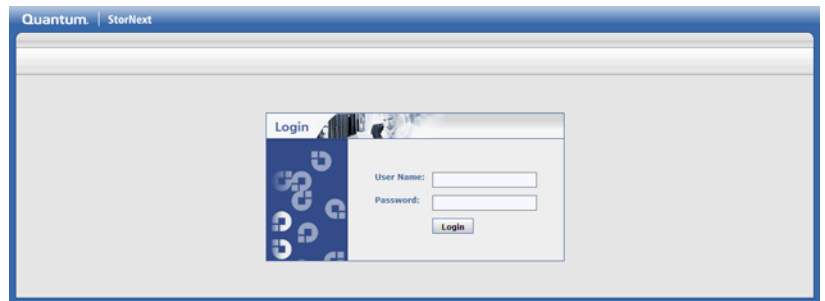 Quantum. | StorNext
Login
User Name:
Password:
Login